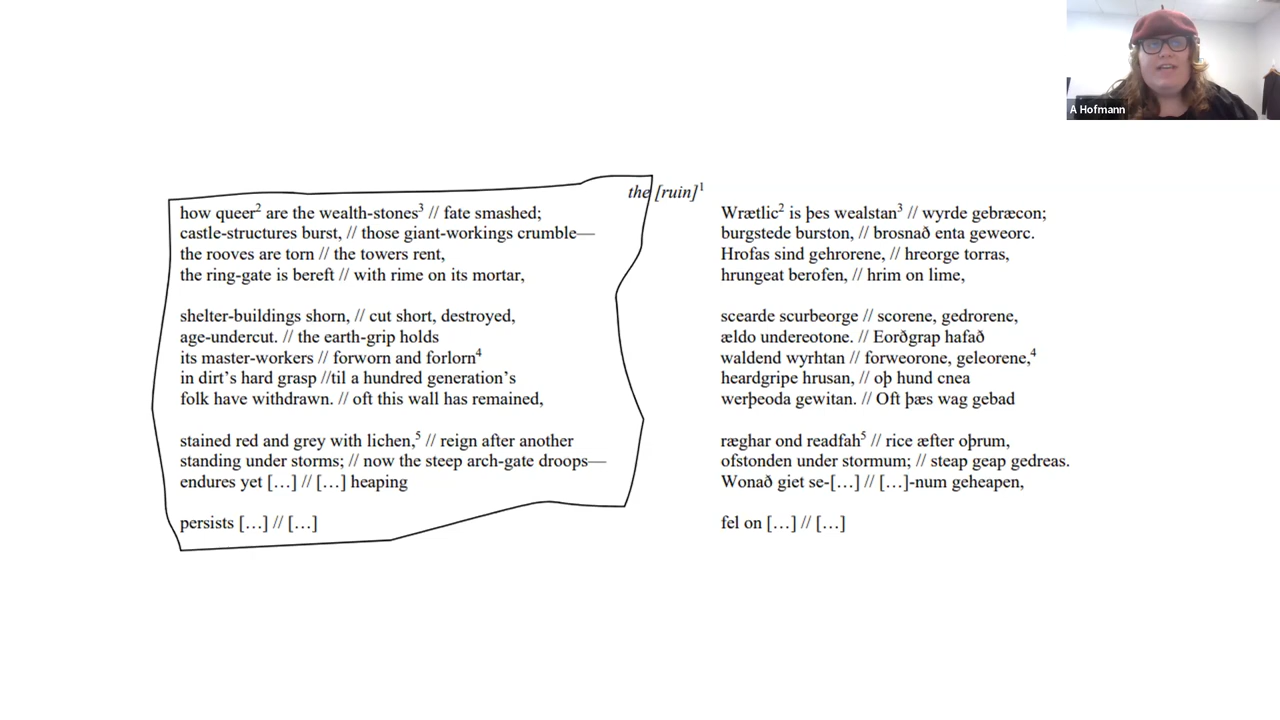 A Hofmann
the [ruin]¹
how queer² are the wealth-stones³ // fate smashed;
castle-structures burst, // those giant-workings crumble—
the rooves are torn // the towers rent,
the ring-gate is bereft // with rime on its mortar,
shelter-buildings shorn, // cut short, destroyed,
age-undercut. // the earth-grip holds
its master-workers // forworn and forlorn⁴
in dirt’s hard grasp //til a hundred generation’s
folk have withdrawn. // oft this wall has remained,
stained red and grey with lichen,⁵ // reign after another
standing under storms; // now the steep arch-gate droops—
endures yet […] // […] heaping
persists […] // […]
Wrætlic² is þes wealstan³ // wyrde gebræcon;
burgstede burston, // brosnað enta geweorc.
Hrofas sind gehrorene, // hreorge torras,
hrungeat berofen, // hrim on lime,
scearde scurbeorge // scorene, gedrorene,
ældo undereotone. // Eorðgrap hafað
waldend wyrhtan // forweorone, geleorene,⁴
heardgripe hrusan, // oþ hund cnea
werþeoda gewitan. // Oft þæs wag gebad
ræghar ond readfah⁵ // rice æfter oþrum,
ofstonden under stormum; // steap geap gedreas.
Wonað giet se-[…] // […]-num geheapen,
fel on […] // […]